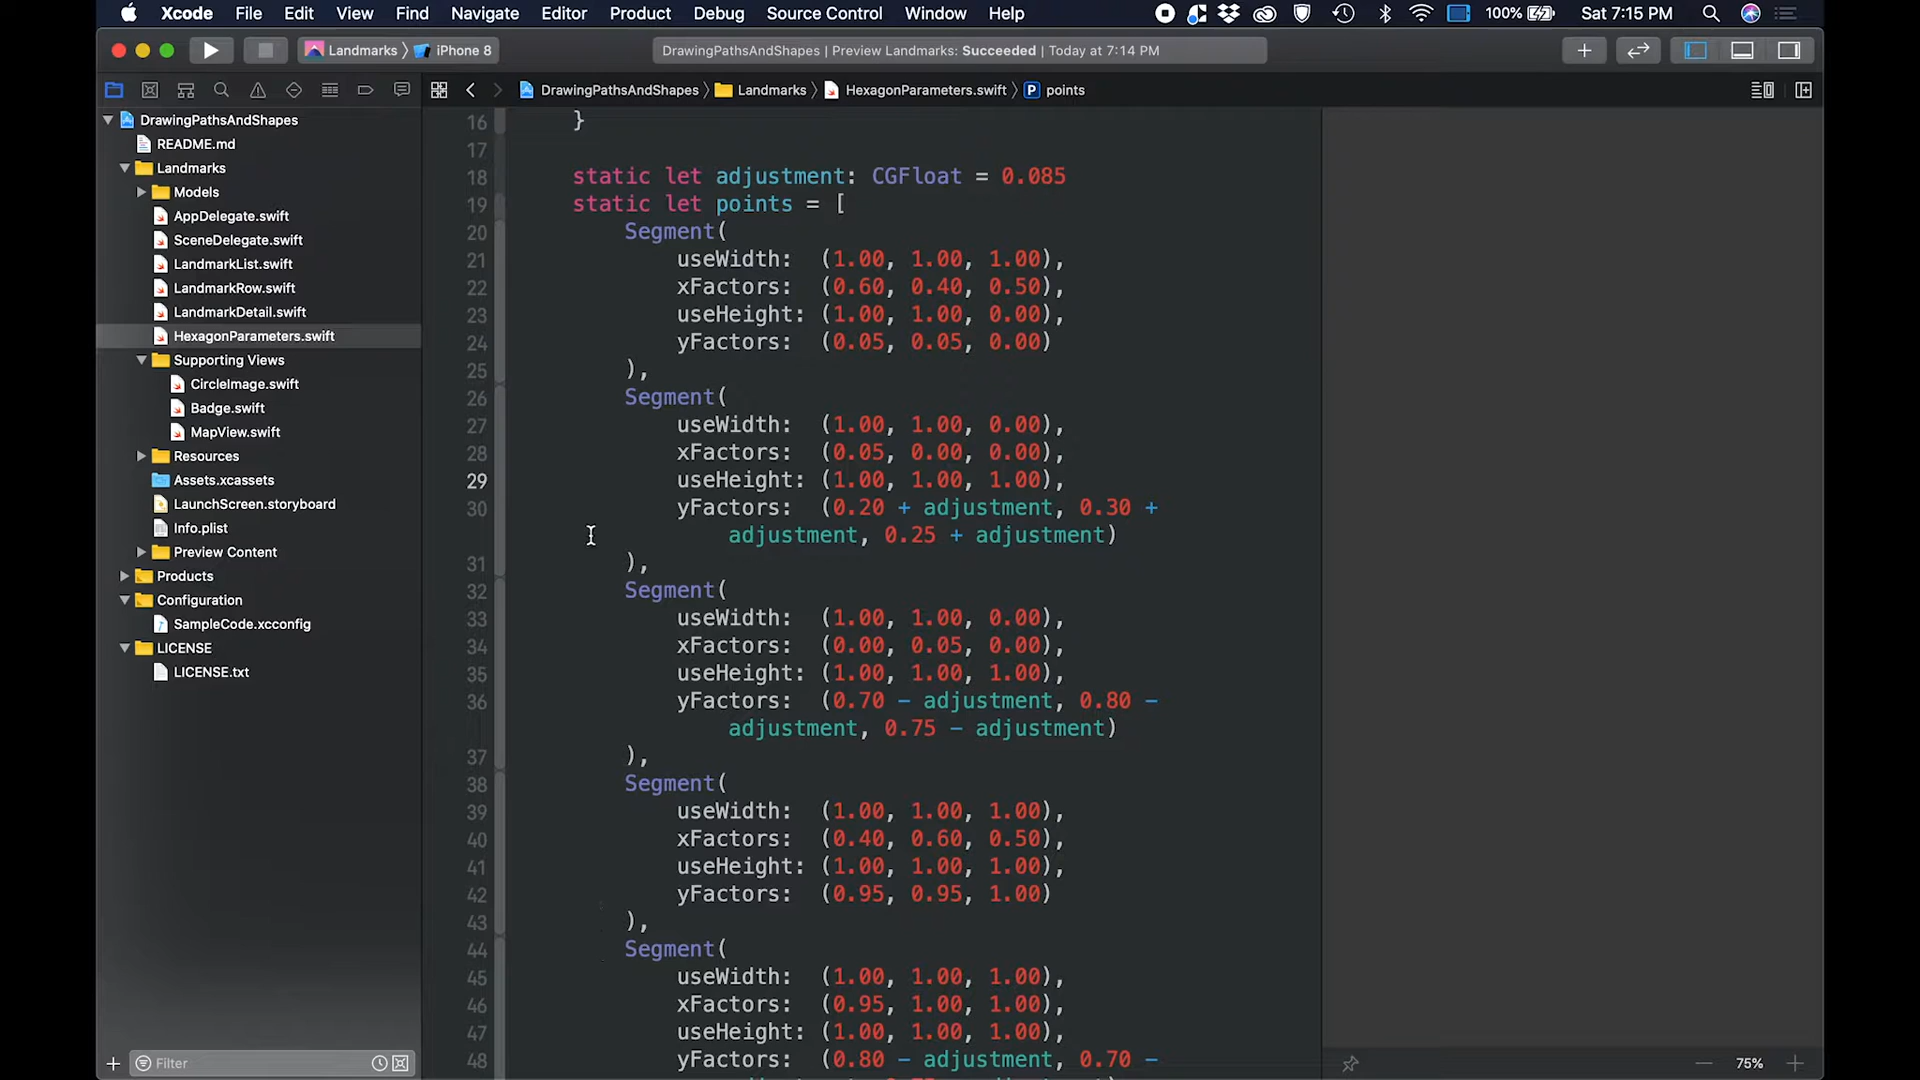 Xcode File Edit View Find Navigate Editor Product Debug Source Control Window Help 100% Sat 7:15 PM
Landmarks 〉 iPhone 8 DrawingPathsAndShapes | Preview Landmarks: Succeeded | Today at 7:14 PM
DrawingPathsAndShapes 〉 Landmarks 〉 HexagonParameters.swift 〉 P points
DrawingPathsAndShapes
README.md
Landmarks
Models
AppDelegate.swift
SceneDelegate.swift
LandmarkList.swift
LandmarkRow.swift
LandmarkDetail.swift
HexagonParameters.swift
Supporting Views
CircleImage.swift
Badge.swift
MapView.swift
Resources
Assets.xcassets
LaunchScreen.storyboard
Info.plist
Preview Content
Products
Configuration
SampleCode.xcconfig
LICENSE
LICENSE.txt
Filter
16 }
17
18 static let adjustment: CGFloat = 0.085
19 static let points = [
20 Segment(
21 useWidth: (1.00, 1.00, 1.00),
22 xFactors: (0.60, 0.40, 0.50),
23 useHeight: (1.00, 1.00, 0.00),
24 yFactors: (0.05, 0.05, 0.00)
25 ),
26 Segment(
27 useWidth: (1.00, 1.00, 0.00),
28 xFactors: (0.05, 0.00, 0.00),
29 useHeight: (1.00, 1.00, 1.00),
30 yFactors: (0.20 + adjustment, 0.30 +
adjustment, 0.25 + adjustment)
31 ),
32 Segment(
33 useWidth: (1.00, 1.00, 0.00),
34 xFactors: (0.00, 0.05, 0.00),
35 useHeight: (1.00, 1.00, 1.00),
36 yFactors: (0.70 - adjustment, 0.80 -
adjustment, 0.75 - adjustment)
37 ),
38 Segment(
39 useWidth: (1.00, 1.00, 1.00),
40 xFactors: (0.40, 0.60, 0.50),
41 useHeight: (1.00, 1.00, 1.00),
42 yFactors: (0.95, 0.95, 1.00)
43 ),
44 Segment(
45 useWidth: (1.00, 1.00, 1.00),
46 xFactors: (0.95, 1.00, 1.00),
47 useHeight: (1.00, 1.00, 1.00),
48 yFactors: (0.80 - adjustment, 0.70 -
75%